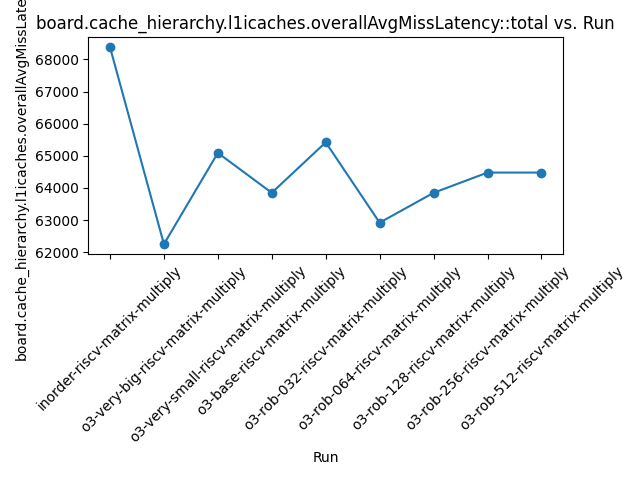 board.cache_hierarchy.l1icaches.overallAvgMissLatency::total vs. Run
board.cache_hierarchy.l1icaches.overallAvgMissLate
68000
67000
66000
65000
64000
63000
62000
inorder-riscv-matrix-multiply
o3-very-big-riscv-matrix-multiply
o3-very-small-riscv-matrix-multiply
o3-base-riscv-matrix-multiply
o3-rob-032-riscv-matrix-multiply
o3-rob-064-riscv-matrix-multiply
o3-rob-128-riscv-matrix-multiply
o3-rob-256-riscv-matrix-multiply
o3-rob-512-riscv-matrix-multiply
Run